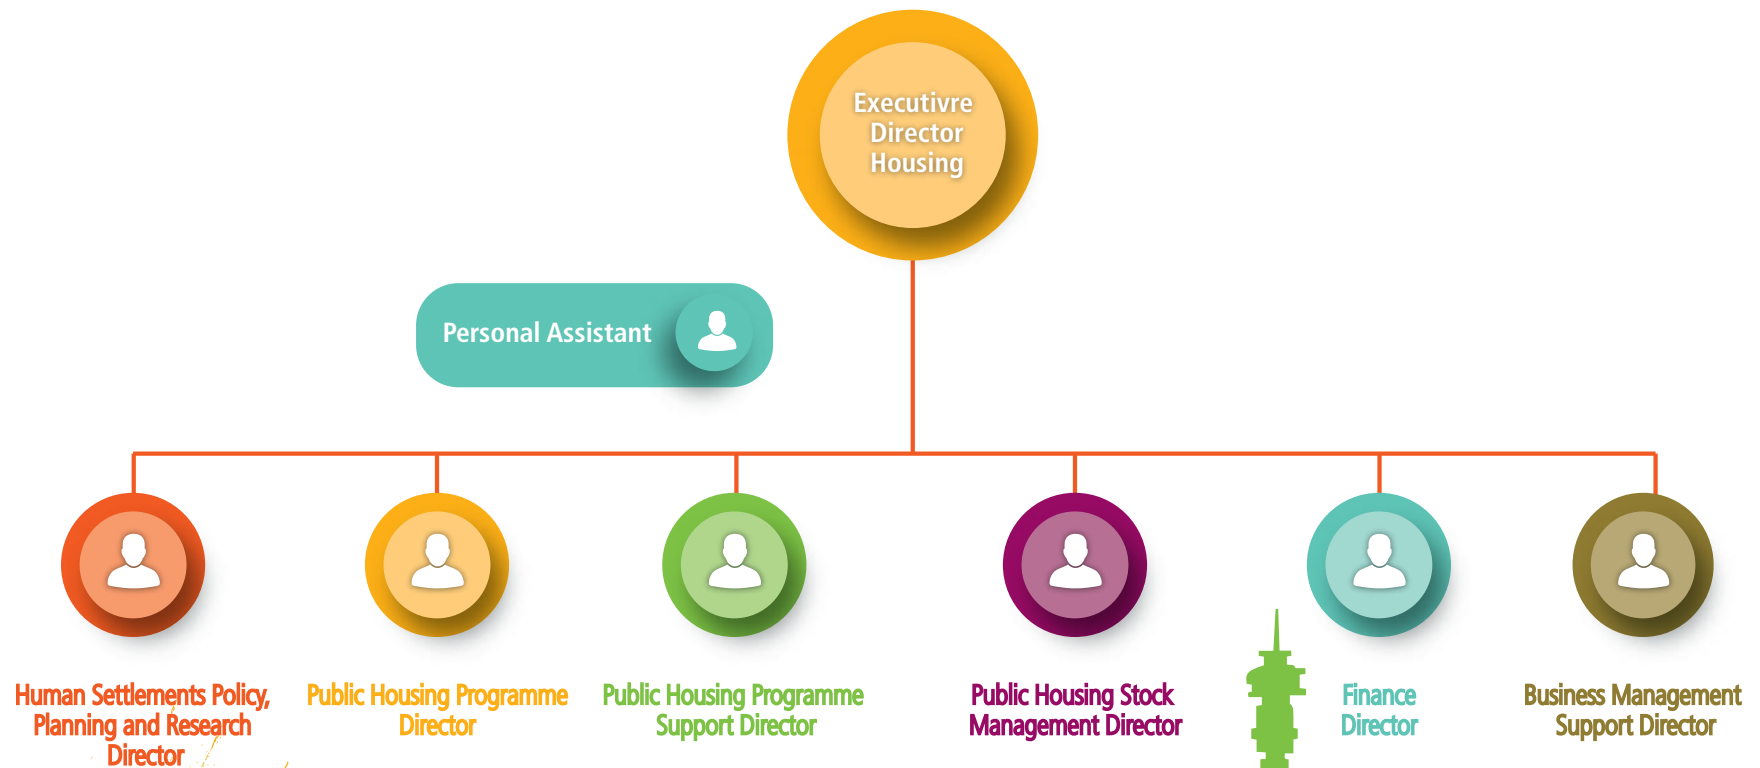 Executivre
Director
Housing
Personal Assistant
Human Settlements Policy,
Planning and Research
Director
Public Housing Programme
Director
Public Housing Programme
Support Director
Public Housing Stock
Management Director
Finance
Director
Business Management
Support Director